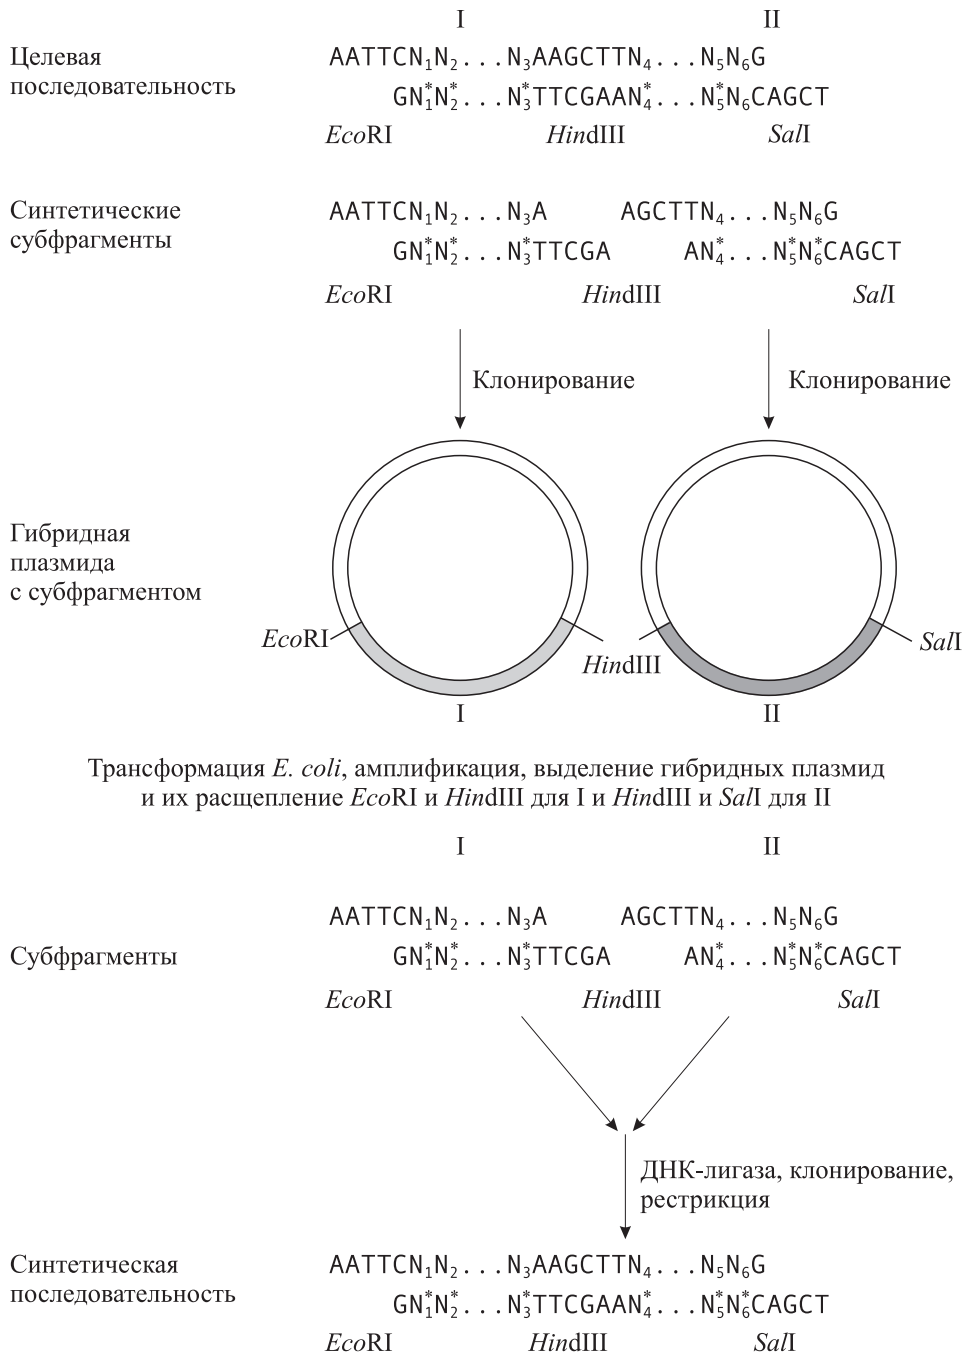 I II
Целевая
последовательность
AATTCN₁N₂...N₃AAGCTTN₄...N₅N₆G
GN₁*N₂*...N₃*TTCGAAN₄*...N₅*N₆CAGCT
EcoRI HindIII SalI
Синтетические
субфрагменты
AATTCN₁N₂...N₃A AGCTTN₄...N₅N₆G
GN₁*N₂*...N₃*TTCGA AN₄*...N₅*N₆*CAGCT
EcoRI HindIII SalI
Клонирование Клонирование
Гибридная
плазмида
с субфрагментом
EcoRI HindIII SalI
I II
Трансформация E. coli, амплификация, выделение гибридных плазмид
и их расщепление EcoRI и HindIII для I и HindIII и SalI для II
I II
Субфрагменты
AATTCN₁N₂...N₃A AGCTTN₄...N₅N₆G
GN₁*N₂*...N₃*TTCGA AN₄*...N₅*N₆*CAGCT
EcoRI HindIII SalI
ДНК-лигаза, клонирование,
рестрикция
Синтетическая
последовательность
AATTCN₁N₂...N₃AAGCTTN₄...N₅N₆G
GN₁*N₂*...N₃*TTCGAAN₄*...N₅*N₆*CAGCT
EcoRI HindIII SalI